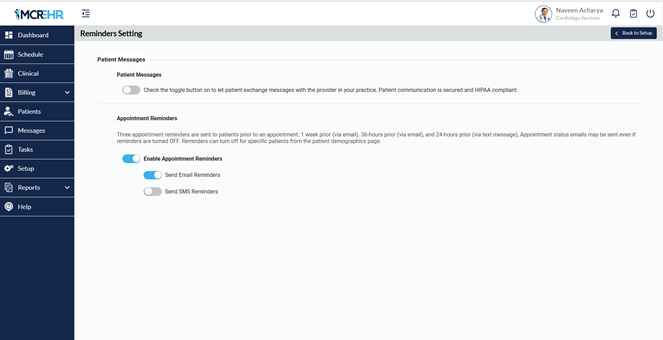 MCREHR
Naveen Acharya
Cardiology Services
Dashboard
Schedule
Clinical
Billing
Patients
Messages
Tasks
Setup
Reports
Help
Reminders Setting
Back to Setup
Patient Messages
Patient Messages
Check the toggle button on to let patient exchange messages with the provider in your practice. Patient communication is secured and HIPAA compliant.
Appointment Reminders
Three appointment reminders are sent to patients prior to an appointment: 1 week prior (via email). 36-hours prior (via email), and 24-hours prior (via text message), Appointment status emails may be sent even if
reminders are turned OFF. Reminders can turn off for specific patients from the patient demographics page.
Enable Appointment Reminders
Send Email Reminders
Send SMS Reminders